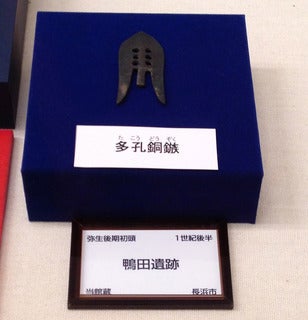 た こう どう ぞく
多孔銅鏃
弥生後期初頭 1世紀後半
鴨田遺跡
当館蔵 長浜市